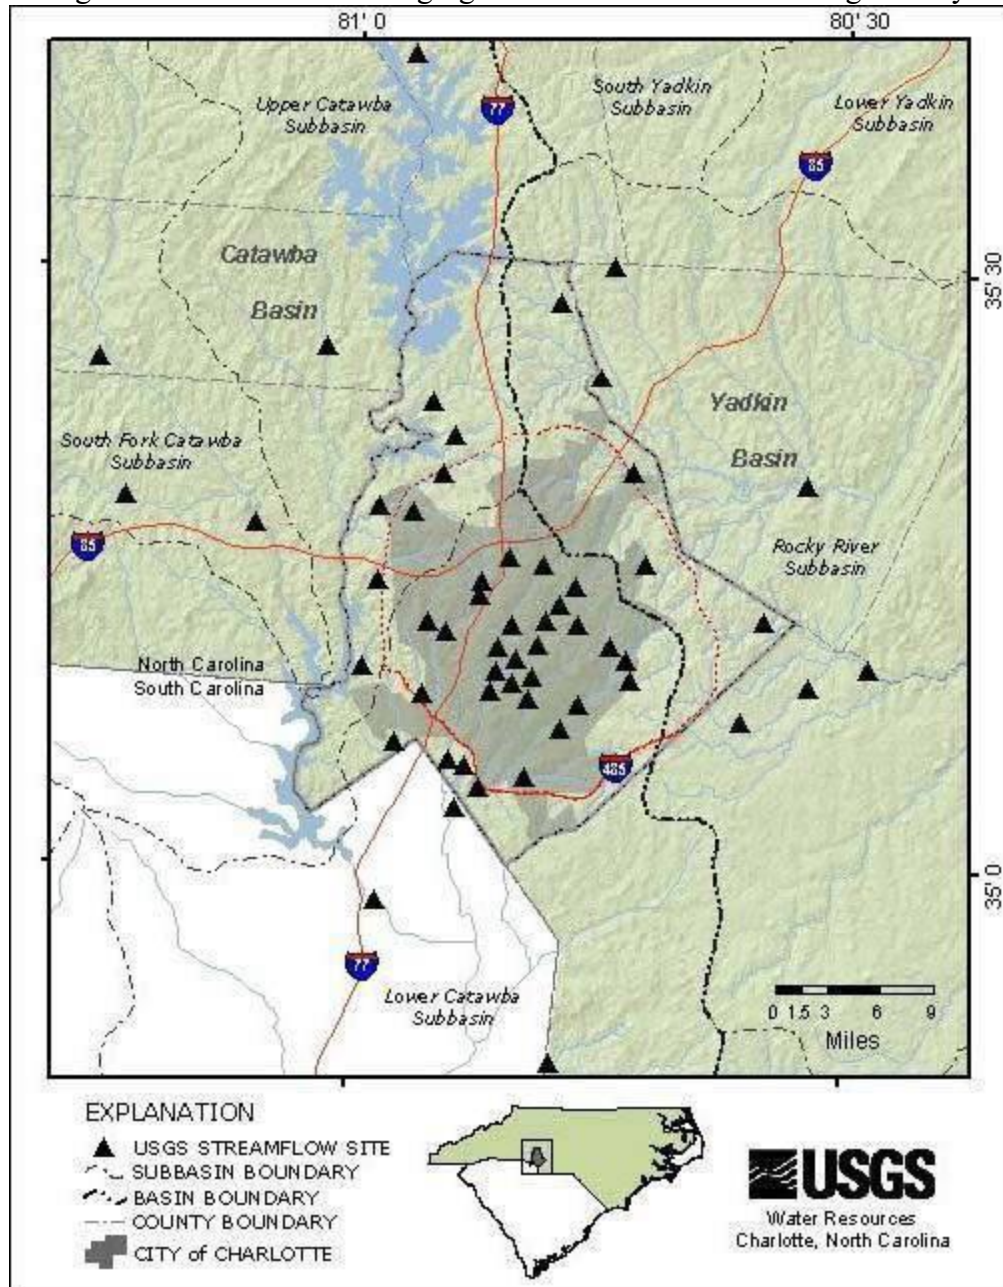 81° 0
80° 30
77
Upper Catawba
Subbasin
South Yadkin
Subbasin
Lower Yadkin
Subbasin
85
Catawba
Basin
35° 30
Yadkin
Basin
South Fork Catawba
Subbasin
85
Rocky River
Subbasin
North Carolina
South Carolina
485
35° 0
77
Lower Catawba
Subbasin
0 1.5 3 6 9
Miles
EXPLANATION
USGS STREAMFLOW SITE
SUBBASIN BOUNDARY
BASIN BOUNDARY
COUNTY BOUNDARY
CITY of CHARLOTTE
USGS
Water Resources
Charlotte, North Carolina